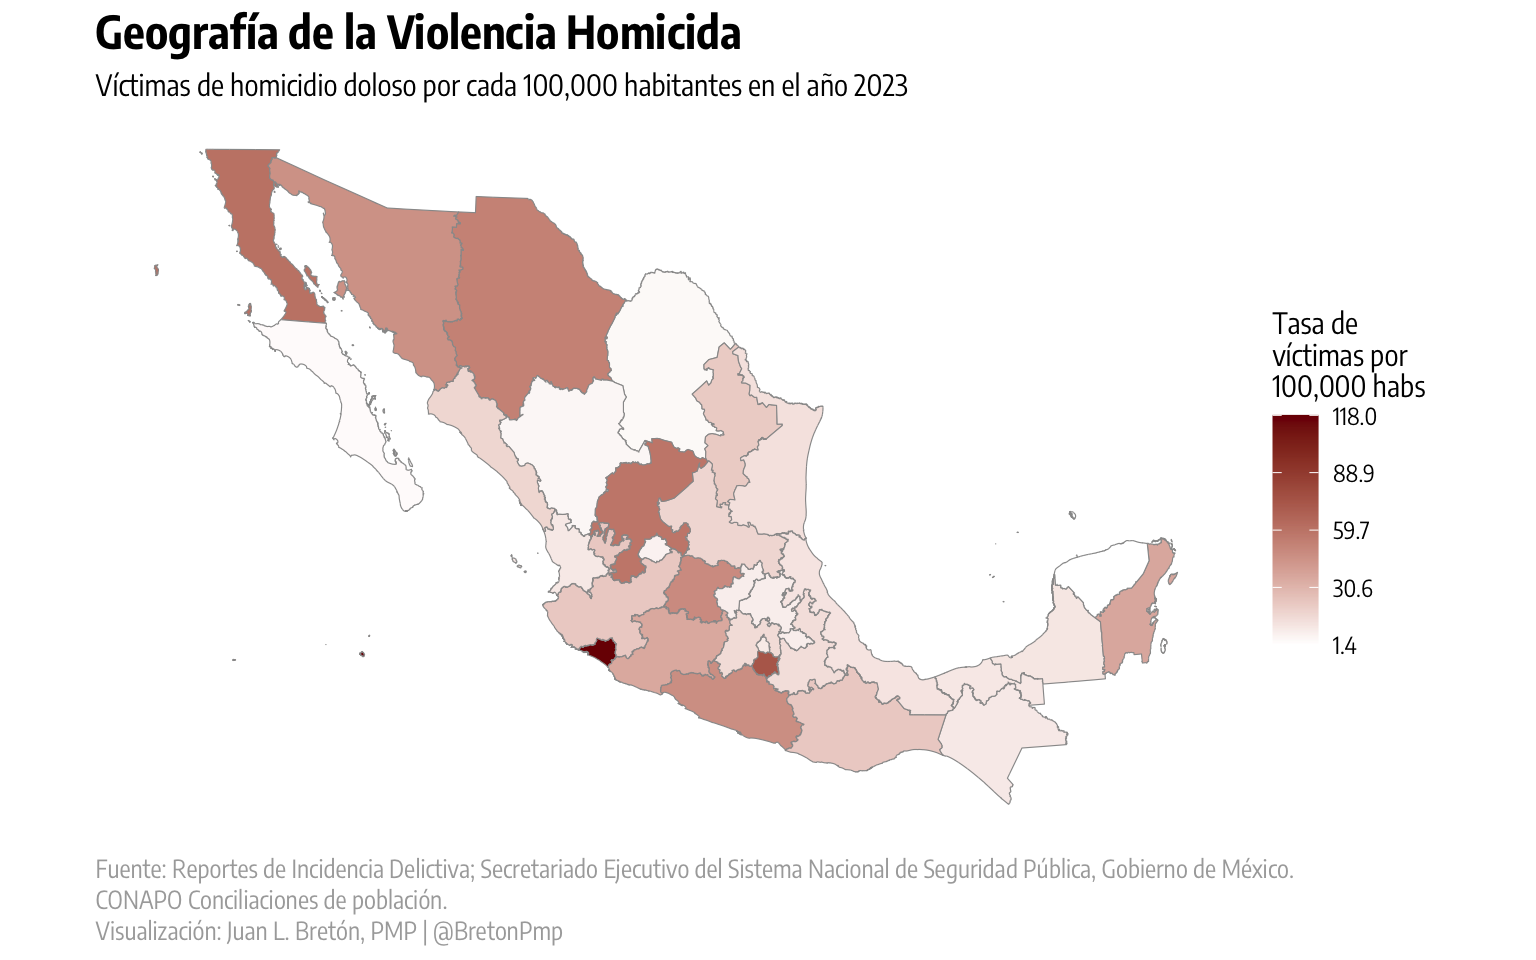 Geografía de la Violencia Homicida
Víctimas de homicidio doloso por cada 100,000 habitantes en el año 2023
Tasa de
víctimas por
100,000 habs
118.0
88.9
59.7
30.6
1.4
Fuente: Reportes de Incidencia Delictiva; Secretariado Ejecutivo del Sistema Nacional de Seguridad Pública, Gobierno de México.
CONAPO Conciliaciones de población.
Visualización: Juan L. Bretón, PMP | @BretonPmp